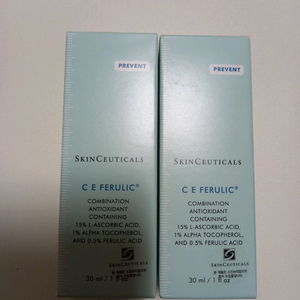 PREVENT
SKINCEUTICALS
C E FERULIC®
COMBINATION
ANTIOXIDANT
CONTAINING
15% L-ASCORBIC ACID,
1% ALPHA TOCOPHEROL,
AND 0.5% FERULIC ACID
30 ml / 1 fl
PREVENT
SKINCEUTICALS
C E FERULIC®
COMBINATION
ANTIOXIDANT
CONTAINING
15% L-ASCORBIC ACID,
1% ALPHA TOCOPHEROL,
AND 0.5% FERULIC ACID
30 ml / 1 fl oz